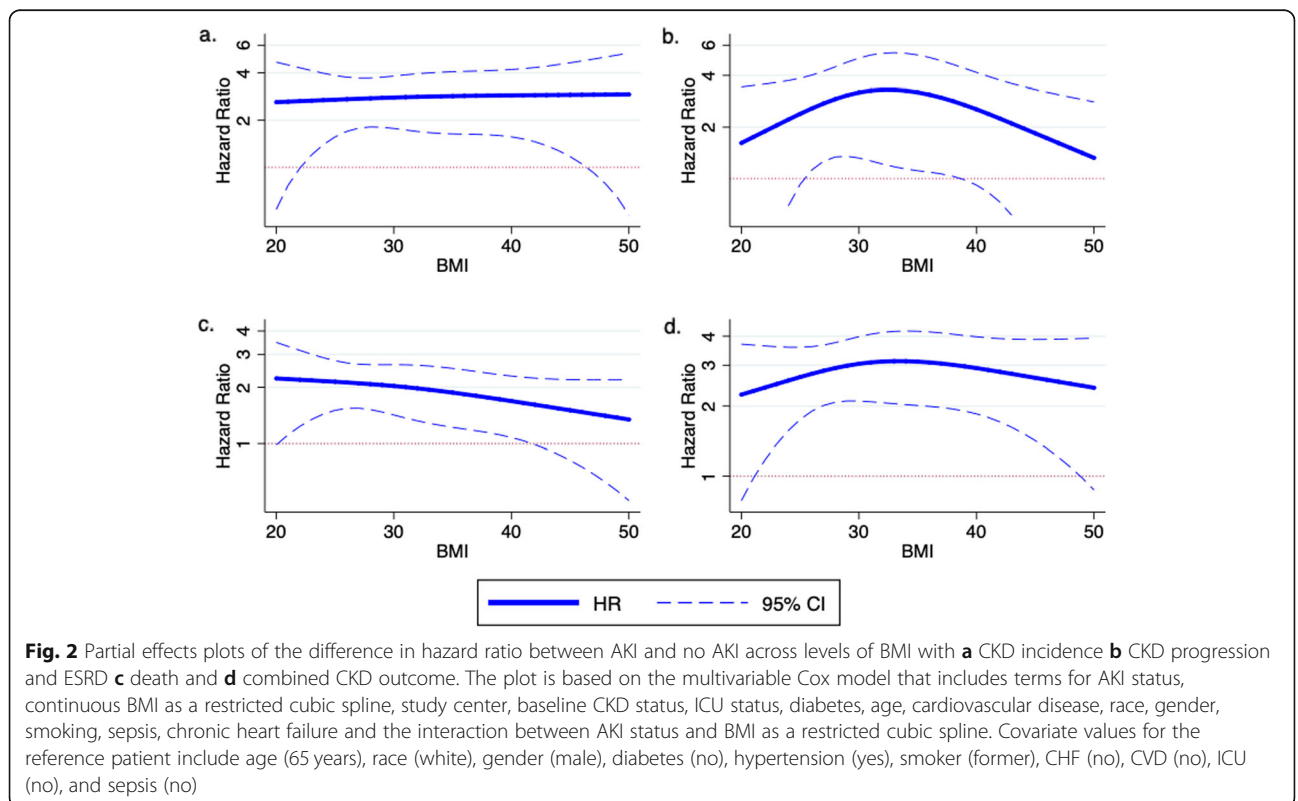 a.
6
4
2
Hazard Ratio
20
30
40
50
BMI
b.
6
4
2
Hazard Ratio
20
30
40
50
BMI
c.
4
3
2
1
Hazard Ratio
20
30
40
50
BMI
d.
4
3
2
1
Hazard Ratio
20
30
40
50
BMI
HR
95% CI
Fig. 2 Partial effects plots of the difference in hazard ratio between AKI and no AKI across levels of BMI with a CKD incidence b CKD progression
and ESRD c death and d combined CKD outcome. The plot is based on the multivariable Cox model that includes terms for AKI status,
continuous BMI as a restricted cubic spline, study center, baseline CKD status, ICU status, diabetes, age, cardiovascular disease, race, gender,
smoking, sepsis, chronic heart failure and the interaction between AKI status and BMI as a restricted cubic spline. Covariate values for the
reference patient include age (65 years), race (white), gender (male), diabetes (no), hypertension (yes), smoker (former), CHF (no), CVD (no), ICU
(no), and sepsis (no)